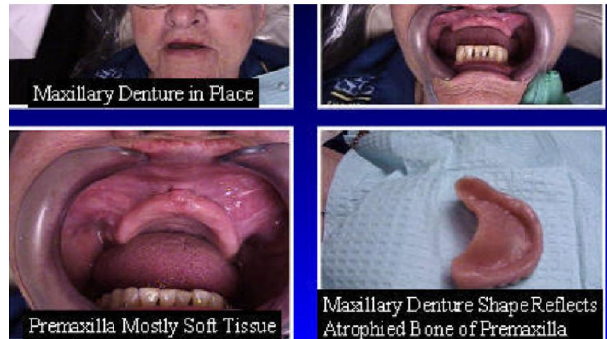 Maxillary Denture in Place
Premaxilla Mostly Soft Tissue
Maxillary Denture Shape Reflects
Atrophied Bone of Premaxilla